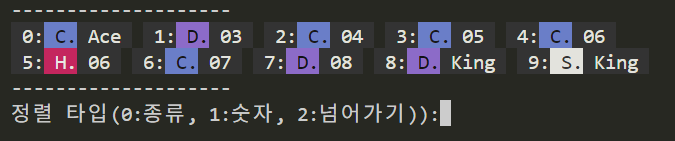 --------------------
0: C. Ace 1: D. 03 2: C. 04 3: C. 05 4: C. 06
5: H. 06 6: C. 07 7: D. 08 8: D. King 9: S. King
--------------------
정렬 타입(0:종류, 1:숫자, 2:넘어가기)):